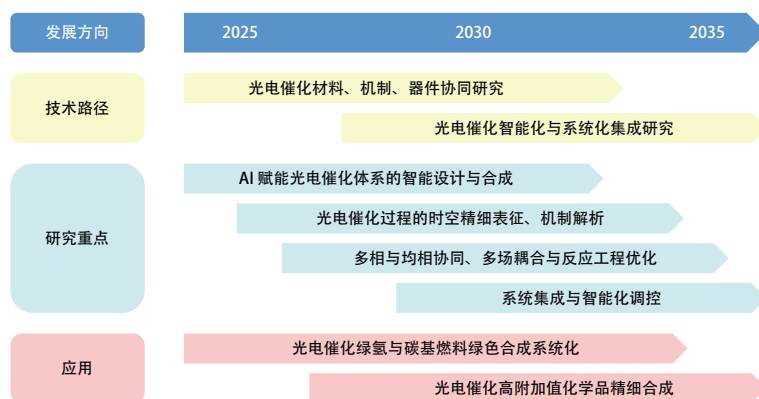 发展方向 2025 2030 2035
光电催化材料、机制、器件协同研究
技术路径
光电催化智能化与系统化集成研究
AI 赋能光电催化体系的智能设计与合成
光电催化过程的时空精细表征、机制解析
研究重点
多相与均相协同、多场耦合与反应工程优化
系统集成与智能化调控
光电催化绿氢与碳基燃料绿色合成系统化
应用
光电催化高附加值化学品精细合成